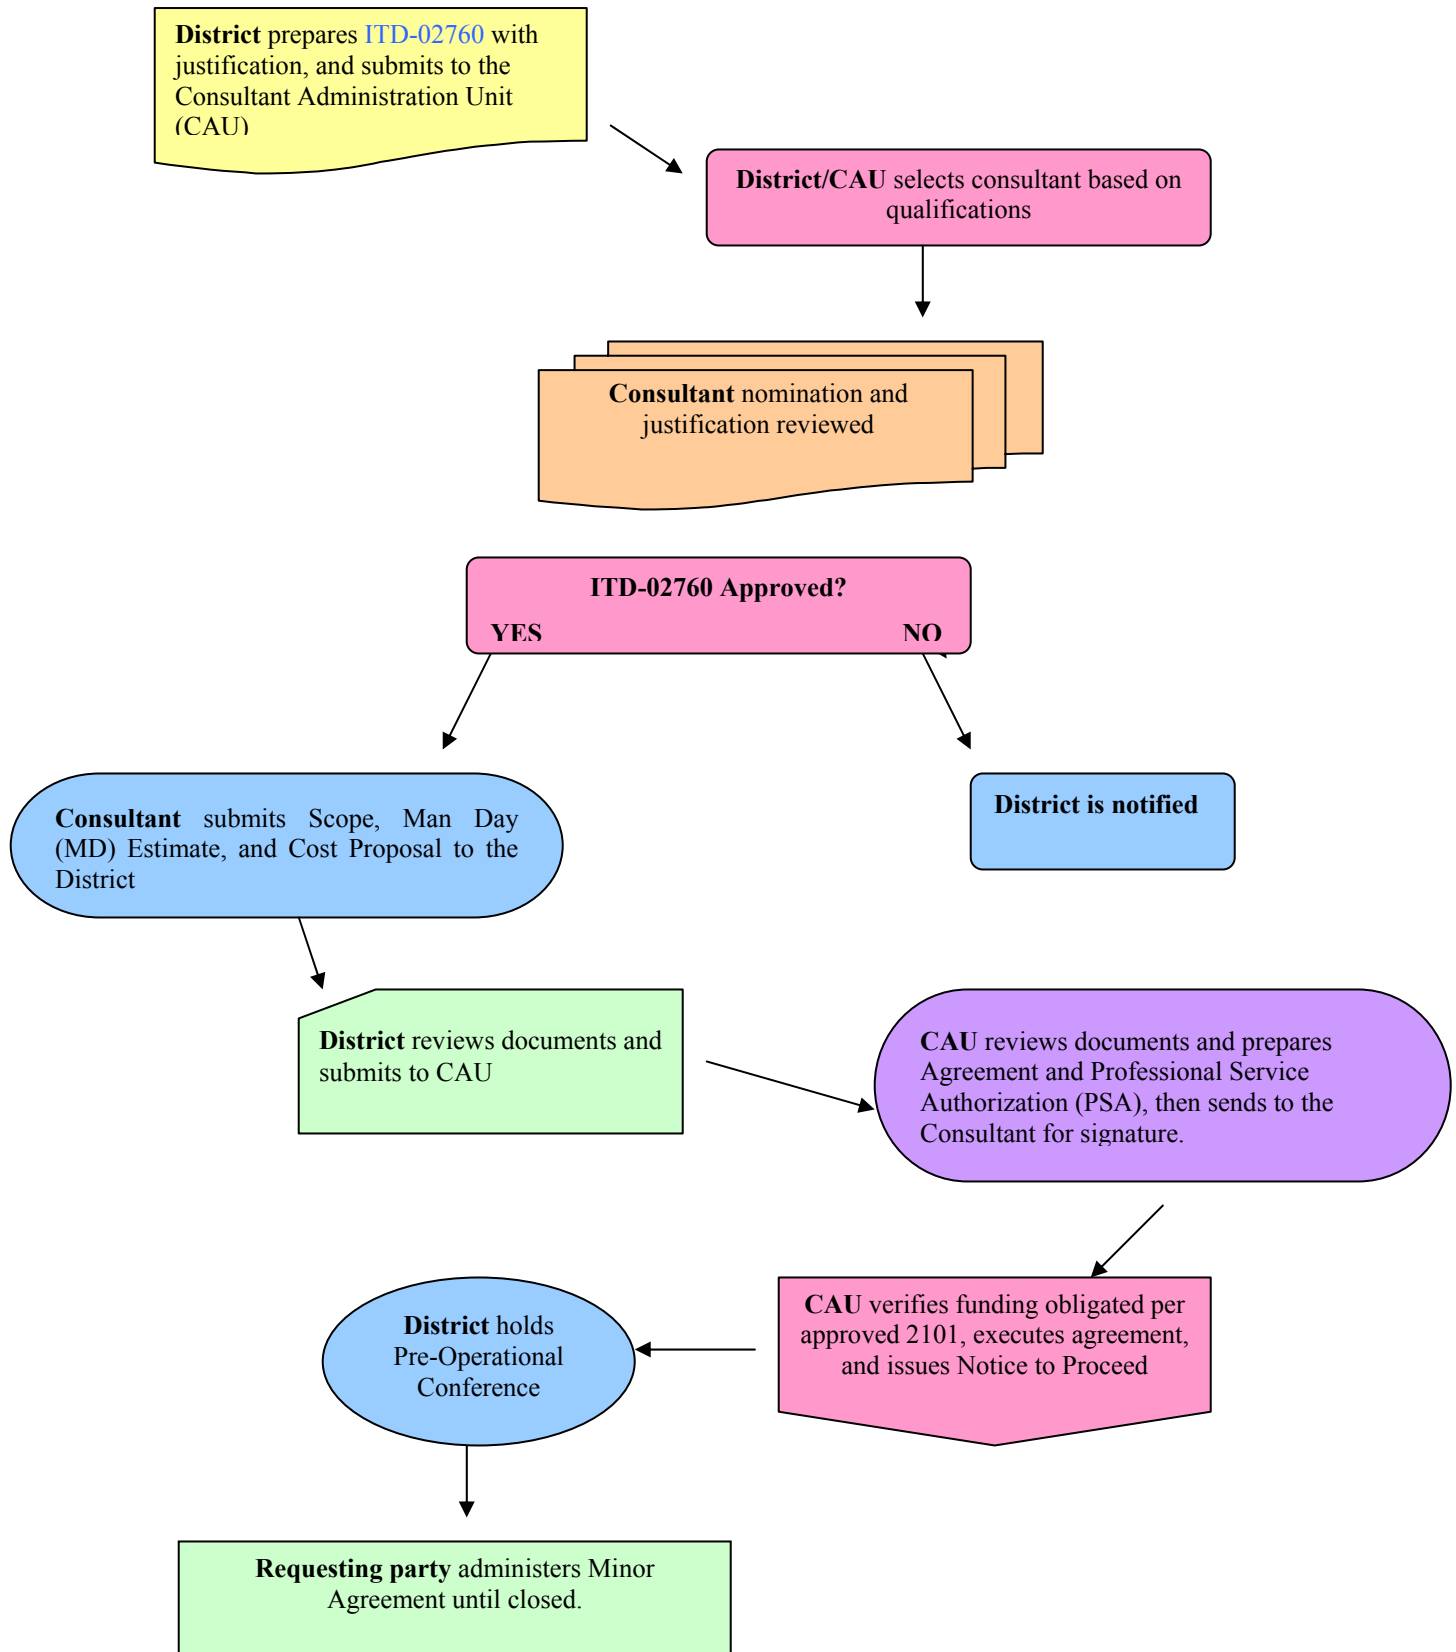 District prepares ITD-02760 with
justification, and submits to the
Consultant Administration Unit
(CAU)
District/CAU selects consultant based on
qualifications
Consultant nomination and
justification reviewed
ITD-02760 Approved?
YES NO
Consultant submits Scope, Man Day
(MD) Estimate, and Cost Proposal to the
District
District is notified
District reviews documents and
submits to CAU
CAU reviews documents and prepares
Agreement and Professional Service
Authorization (PSA), then sends to the
Consultant for signature.
CAU verifies funding obligated per
approved 2101, executes agreement,
and issues Notice to Proceed
District holds
Pre-Operational
Conference
Requesting party administers Minor
Agreement until closed.